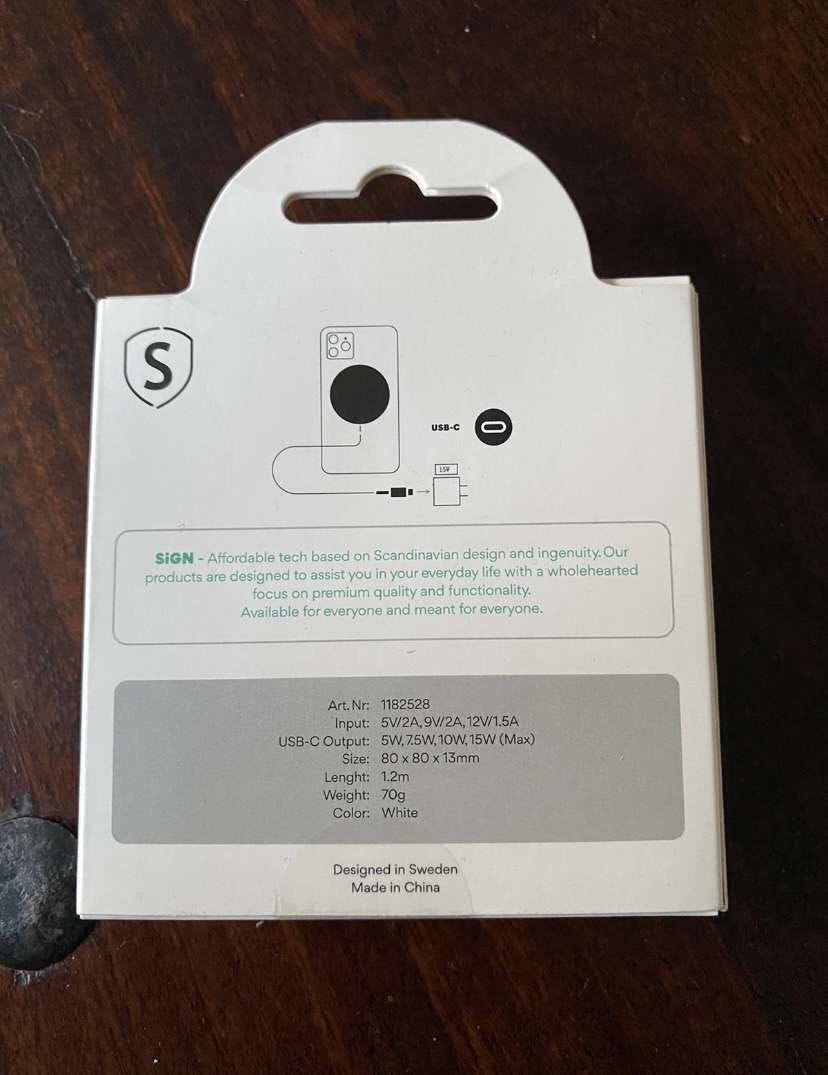 S
USB-C
15W
SiGN - Affordable tech based on Scandinavian design and ingenuity. Our
products are designed to assist you in your everyday life with a wholehearted
focus on premium quality and functionality.
Available for everyone and meant for everyone.
Art. Nr: 1182528
Input: 5V/2A, 9V/2A, 12V/1.5A
USB-C Output: 5W, 7.5W, 10W, 15W (Max)
Size: 80 x 80 x 13mm
Lenght: 1.2m
Weight: 70g
Color: White
Designed in Sweden
Made in China